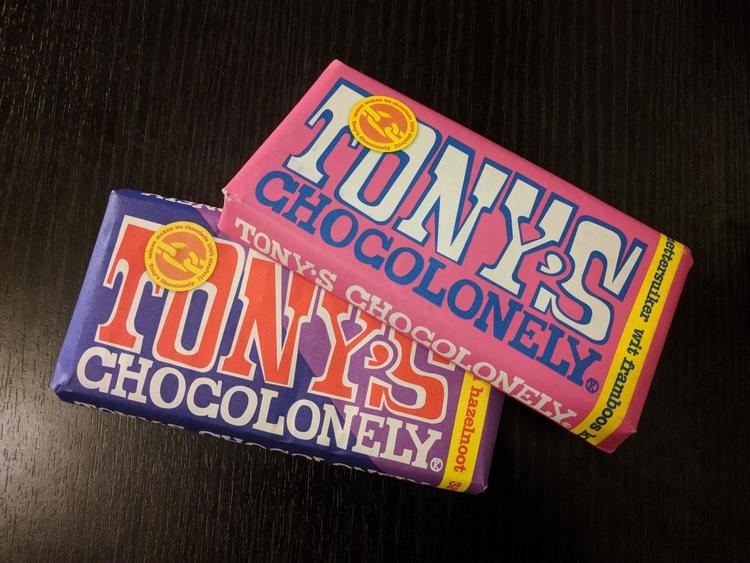 TONY'S
CHOCOLONELY
TONY'S CHOCOLONELY
wit framboos
TONY'S
CHOCOLONELY
hazelnoot